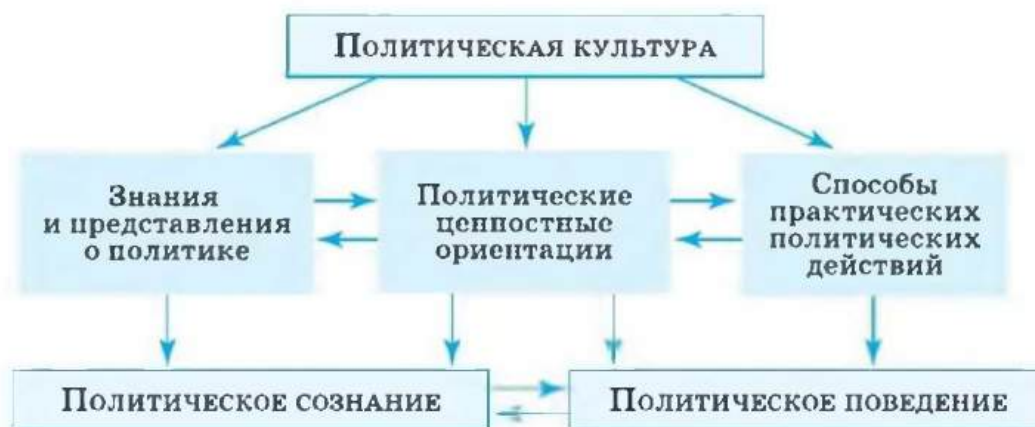 Политическая культура
Знания
и представления
о политике
Политические
ценностные
ориентации
Способы
практических
политических
действий
Политическое сознание
Политическое поведение